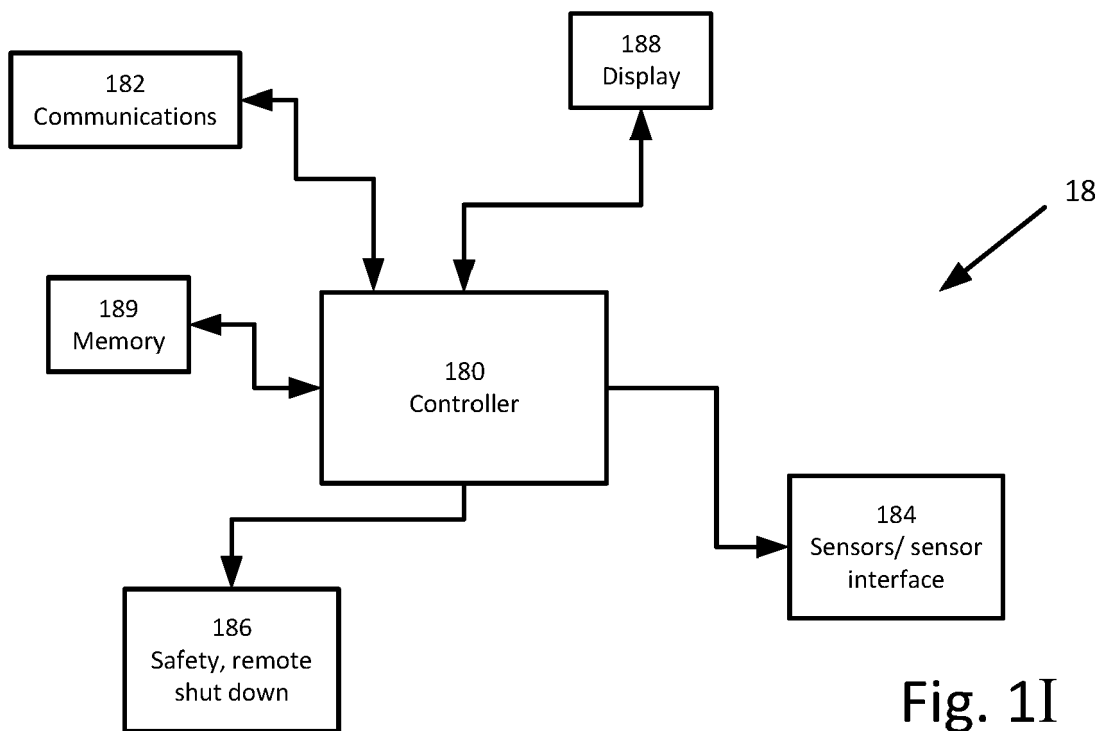 188
Display
182
Communications
18
189
Memory
180
Controller
184
Sensors/ sensor
interface
186
Safety, remote
shut down
Fig. 1I